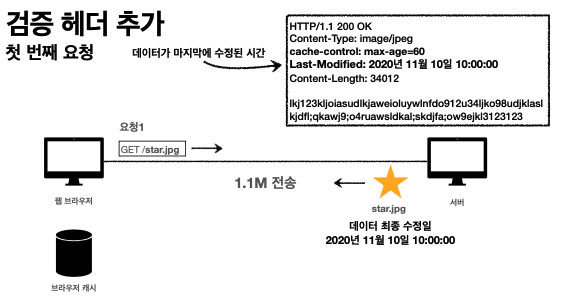 검증 헤더 추가
첫 번째 요청
데이터가 마지막에 수정된 시간
HTTP/1.1 200 OK
Content-Type: image/jpeg
cache-control: max-age=60
Last-Modified: 2020년 11월 10일 10:00:00
Content-Length: 34012
lkj123kljoiasudlkjaweioluywlnfdo912u34ljko98udjklasl
kjdfl;qkawj9;o4ruawsldkal;skdjfa;ow9ejkl3123123
요청1
GET /star.jpg
1.1M 전송
웹 브라우저
star.jpg
서버
데이터 최종 수정일
2020년 11월 10일 10:00:00
브라우저 캐시